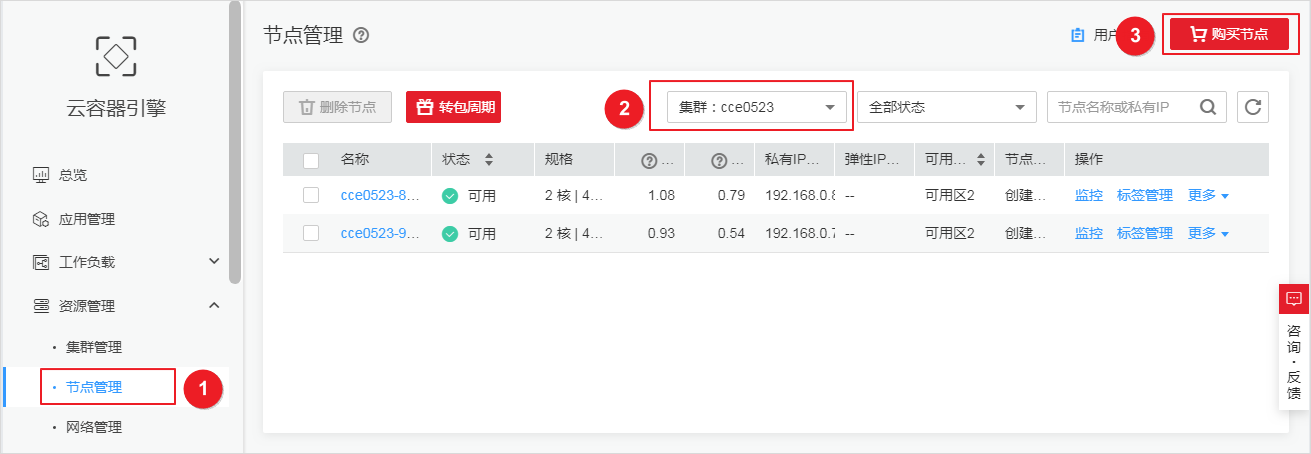 云容器引擎
总览
应用管理
工作负载
资源管理
集群管理
节点管理
1
网络管理
节点管理 ?
用户
3
购买节点
删除节点
转包周期
2
集群：cce0523
全部状态
节点名称或私有IP
名称 状态 规格 ?... ?... 私有IP... 弹性IP... 可用... 节点... 操作
cce0523-8... 可用 2 核 | 4... 1.08 0.79 192.168.0.8 -- 可用区2 创建... 监控 标签管理 更多
cce0523-9... 可用 2 核 | 4... 0.93 0.54 192.168.0.7 -- 可用区2 创建... 监控 标签管理 更多
咨询·反馈